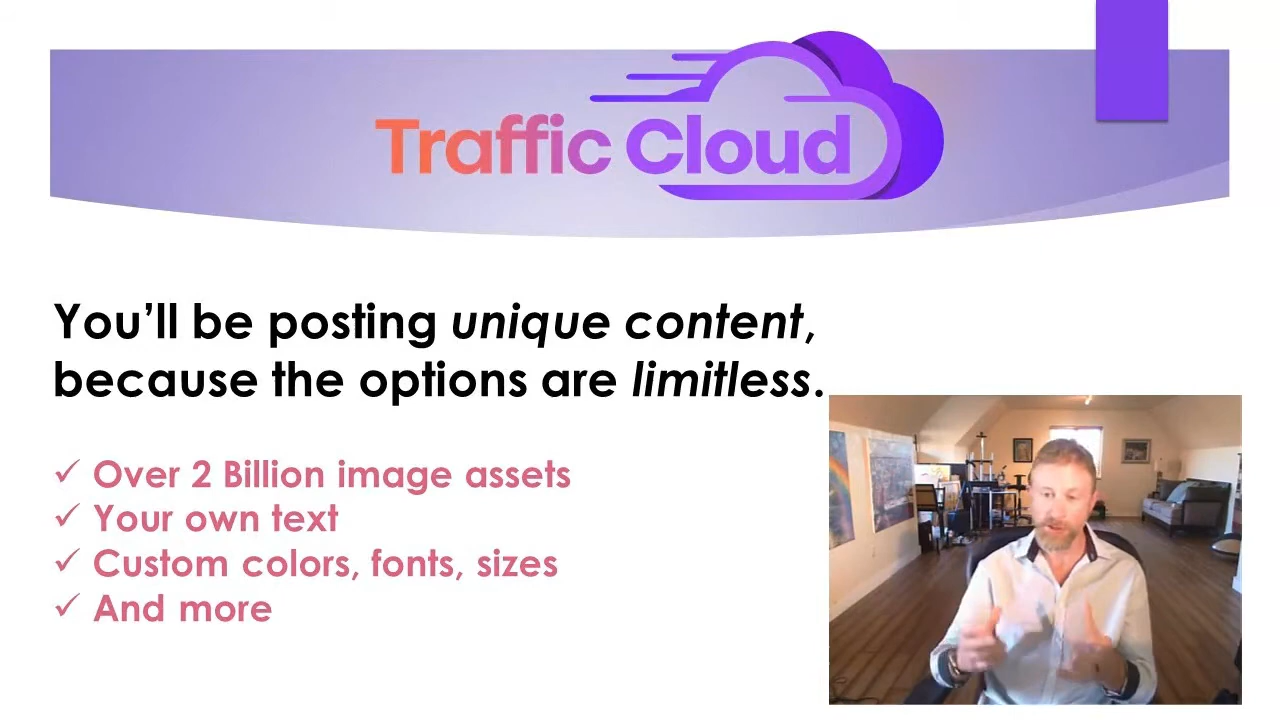 Traffic Cloud
You’ll be posting unique content,
because the options are limitless.
✓ Over 2 Billion image assets
✓ Your own text
✓ Custom colors, fonts, sizes
✓ And more